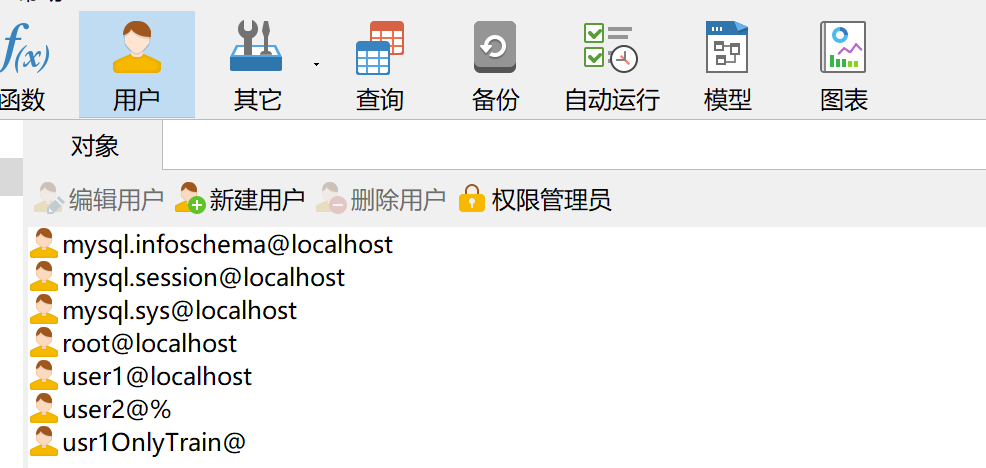 f(x)
函数
用户
其它
查询
备份
自动运行
模型
图表
对象
编辑用户 新建用户 删除用户 权限管理员
mysql.infoschema@localhost
mysql.session@localhost
mysql.sys@localhost
root@localhost
user1@localhost
user2@%
usr1OnlyTrain@